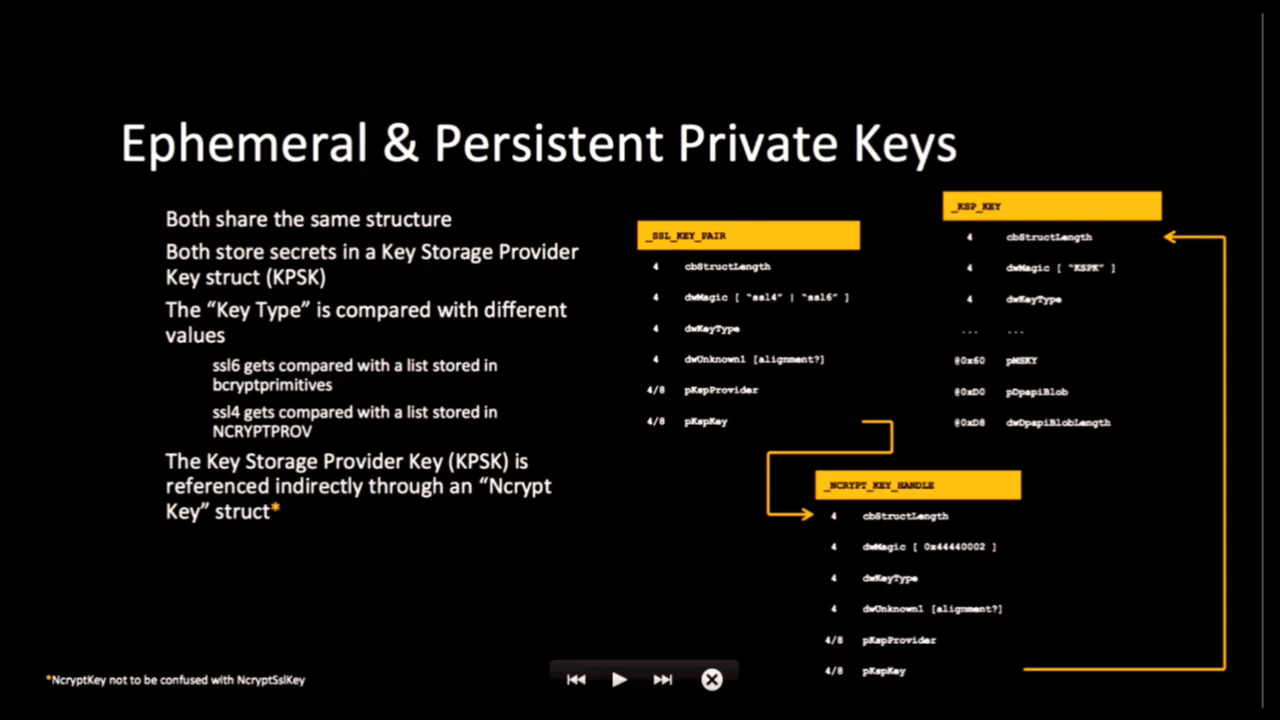 Ephemeral & Persistent Private Keys
Both share the same structure
Both store secrets in a Key Storage Provider
Key struct (KPSK)
The “Key Type” is compared with different
values
ssl6 gets compared with a list stored in
bcryptprimitives
ssl4 gets compared with a list stored in
NCRYPTPROV
The Key Storage Provider Key (KPSK) is
referenced indirectly through an “Ncrypt
Key” struct*
_SSL_KEY_PAIR
4 cbStructLength
4 dwMagic [ “ssl4” | “ssl6” ]
4 dwKeyType
4 dwUnknown1 [alignment?]
4/8 pKspProvider
4/8 pKspKey
_KSP_KEY
4 cbStructLength
4 dwMagic [ “KSPK” ]
4 dwKeyType
... ...
@0x60 pMSKY
@0xD0 pDpapiBlob
@0xD8 dwDpapiBlobLength
_NCRYPT_KEY_HANDLE
4 cbStructLength
4 dwMagic [ 0x44440002 ]
4 dwKeyType
4 dwUnknown1 [alignment?]
4/8 pKspProvider
4/8 pKspKey
*NcryptKey not to be confused with NcryptSslKey